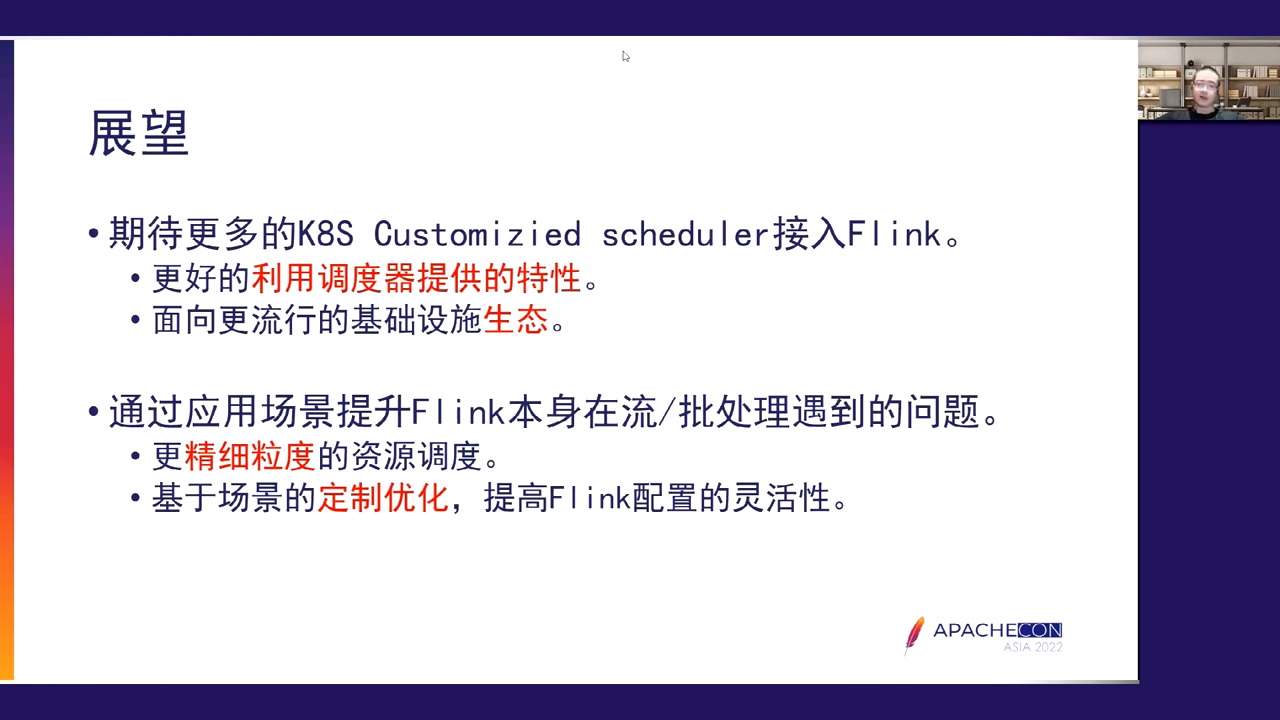 展望
• 期待更多的K8S Customizied scheduler接入Flink。
• 更好的利用调度器提供的特性。
• 面向更流行的基础设施生态。
• 通过应用场景提升Flink本身在流/批处理遇到的问题。
• 更精细粒度的资源调度。
• 基于场景的定制优化，提高Flink配置的灵活性。
APACHECON
ASIA 2022